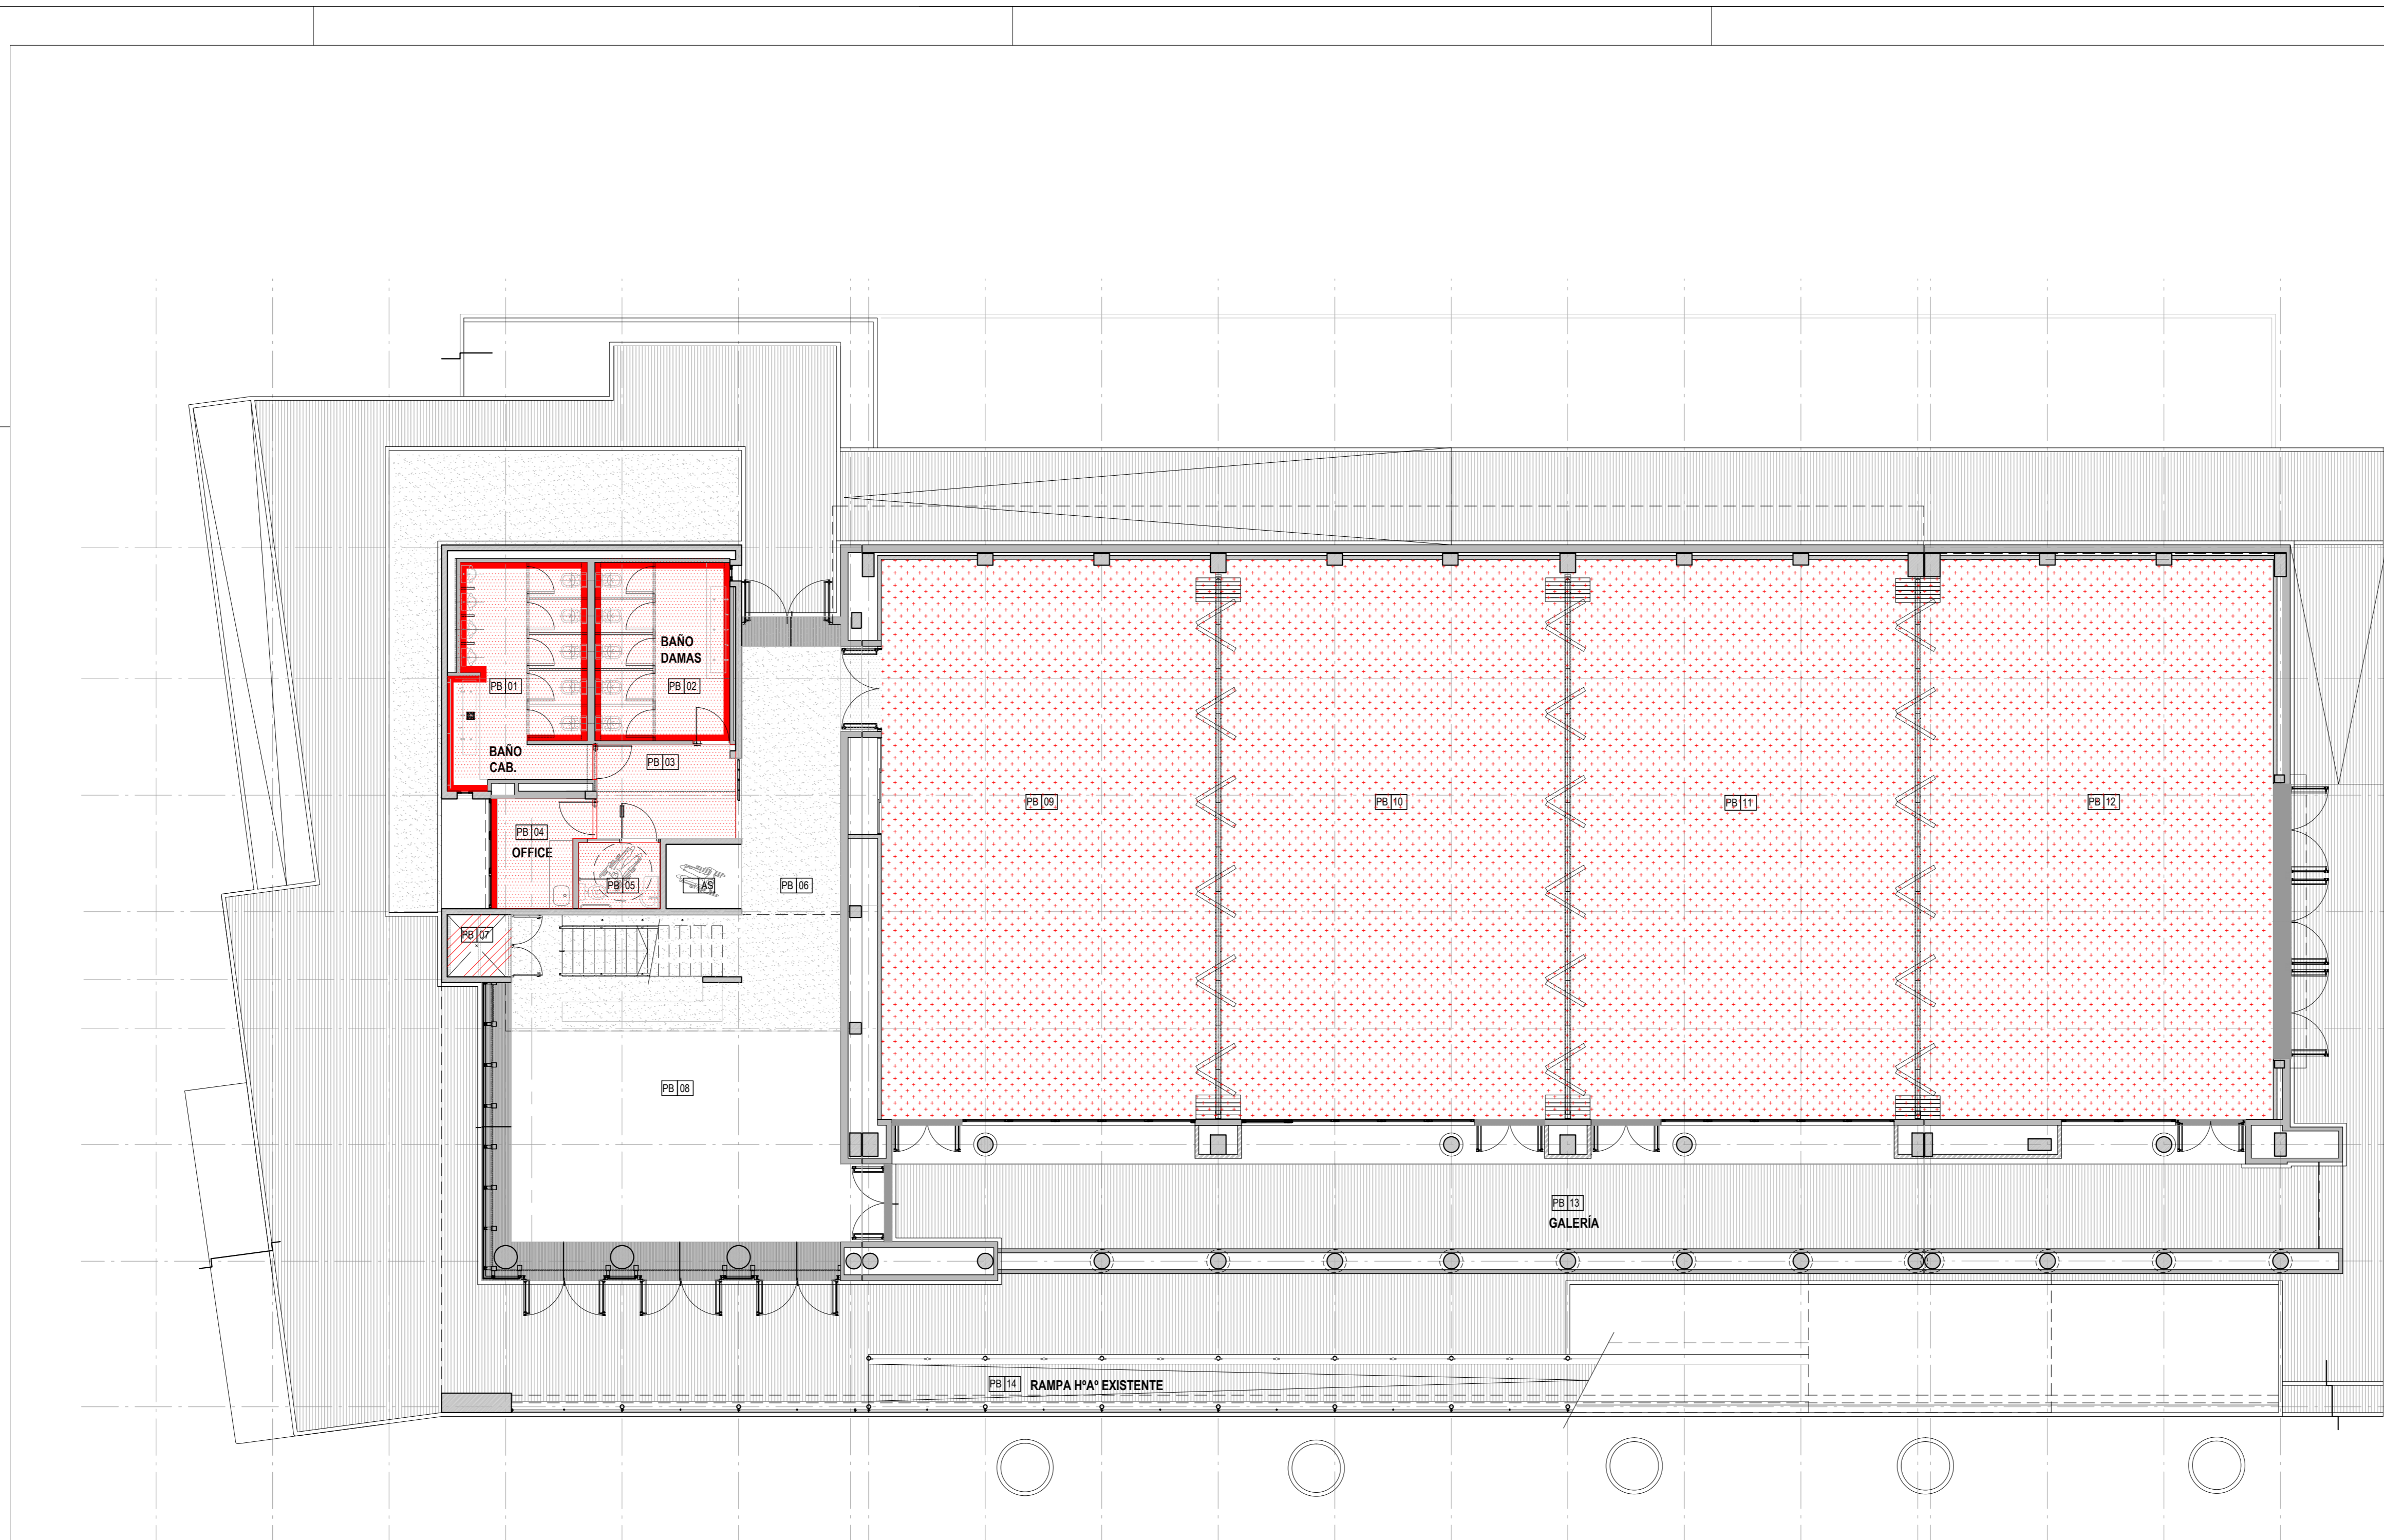 BAÑO
DAMAS
PB 01
PB 02
BAÑO
CAB.
PB 03
PB 09
PB 10
PB 11
PB 12
PB 04
OFFICE
PB 05
AS
PB 06
PB 07
PB 08
PB 13
GALERÍA
PB 14 RAMPA HºAº EXISTENTE